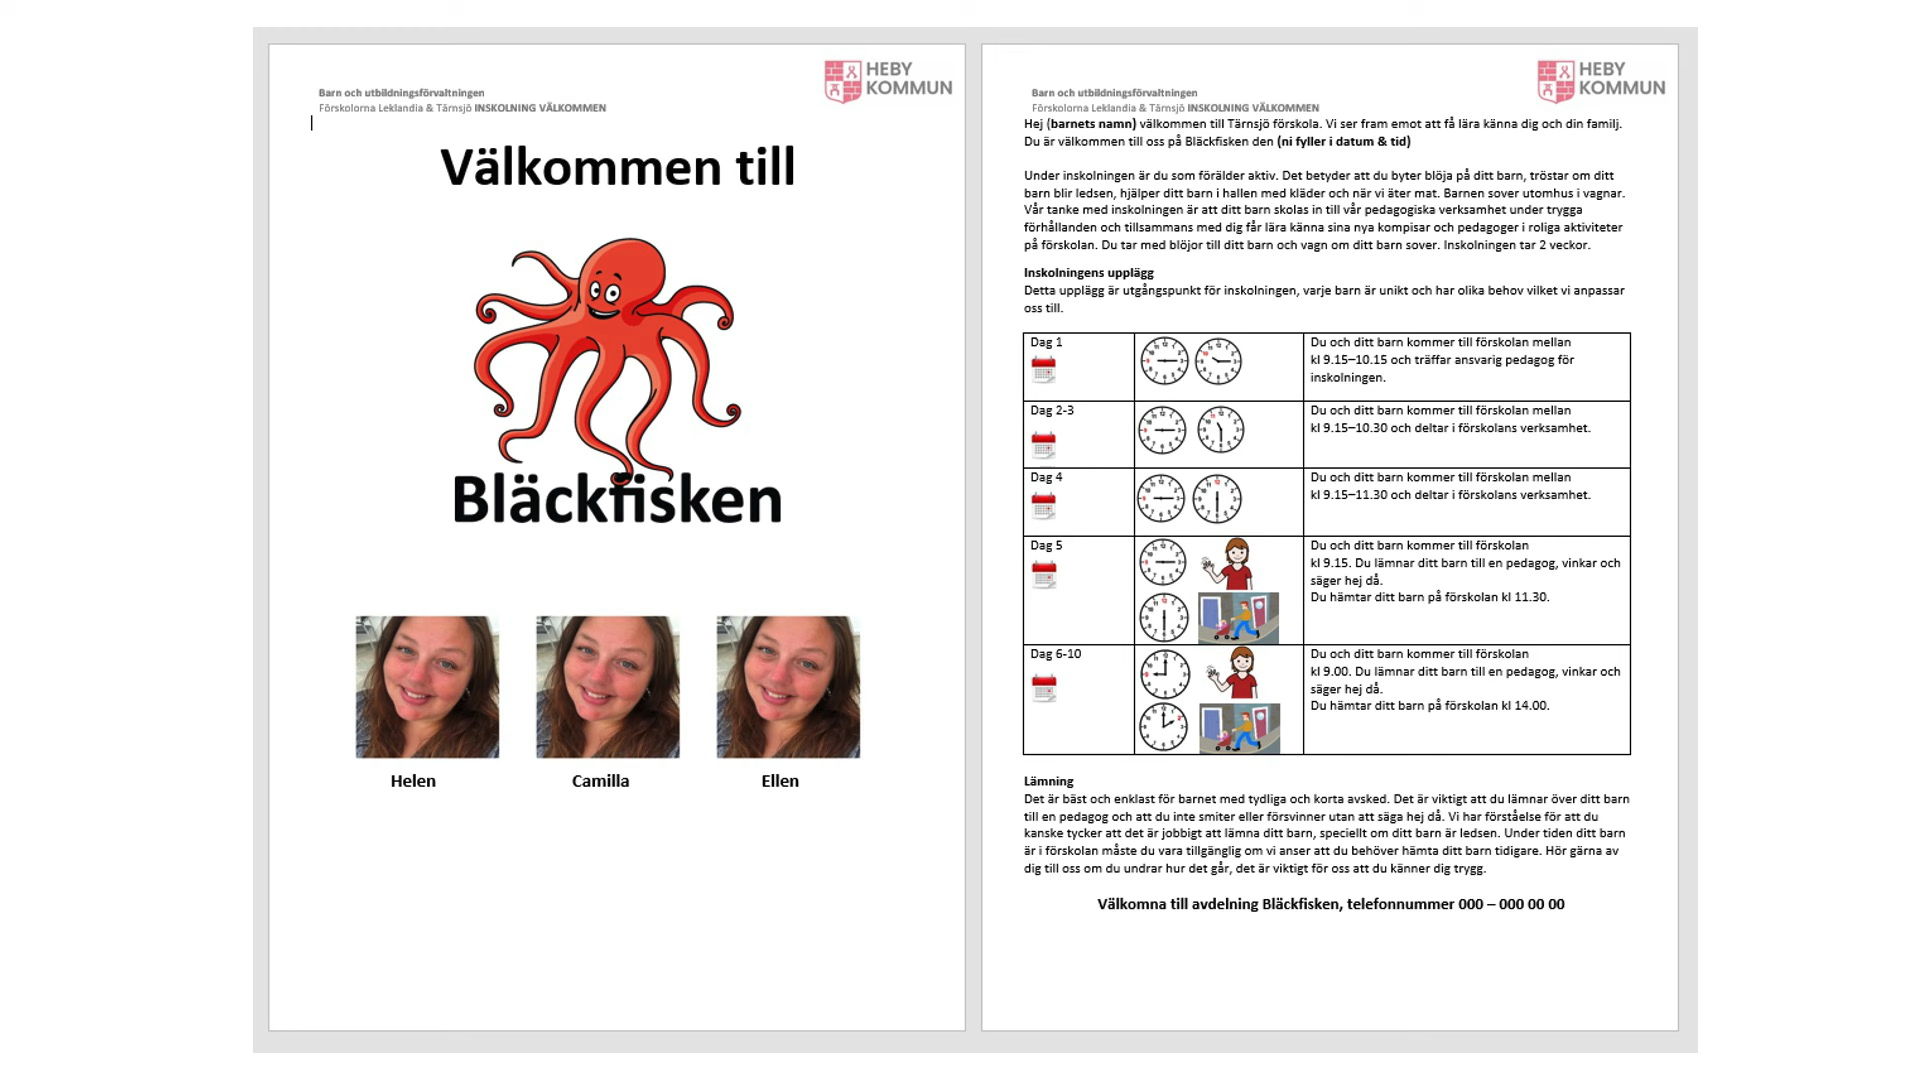 Barn och utbildningsförvaltningen
Förskolorna Leklandia & Tärnsjö INSKOLNING VÄLKOMMEN
HEBY
KOMMUN
Välkommen till
Bläckfisken
Helen
Camilla
Ellen
Barn och utbildningsförvaltningen
Förskolorna Leklandia & Tärnsjö INSKOLNING VÄLKOMMEN
HEBY
KOMMUN
Hej (barnets namn) välkommen till Tärnsjö förskola. Vi ser fram emot att få lära känna dig och din familj.
Du är välkommen till oss på Bläckfisken den (ni fyller i datum & tid)
Under inskolningen är du som förälder aktiv. Det betyder att du byter blöja på ditt barn, tröstar om ditt
barn blir ledsen, hjälper ditt barn i hallen med kläder och när vi äter mat. Barnen sover utomhus i vagnar.
Vår tanke med inskolningen är att ditt barn skolas in till vår pedagogiska verksamhet under trygga
förhållanden och tillsammans med dig får lära känna sina nya kompisar och pedagoger i roliga aktiviteter
på förskolan. Du tar med blöjor till ditt barn och vagn om ditt barn sover. Inskolningen tar 2 veckor.
Inskolningens upplägg
Detta upplägg är utgångspunkt för inskolningen, varje barn är unikt och har olika behov vilket vi anpassar
oss till.
Dag 1
Du och ditt barn kommer till förskolan mellan
kl 9.15–10.15 och träffar ansvarig pedagog för
inskolningen.
Dag 2-3
Du och ditt barn kommer till förskolan mellan
kl 9.15–10.30 och deltar i förskolans verksamhet.
Dag 4
Du och ditt barn kommer till förskolan mellan
kl 9.15–11.30 och deltar i förskolans verksamhet.
Dag 5
Du och ditt barn kommer till förskolan
kl 9.15. Du lämnar ditt barn till en pedagog, vinkar och
säger hej då.
Du hämtar ditt barn på förskolan kl 11.30.
Dag 6-10
Du och ditt barn kommer till förskolan
kl 9.00. Du lämnar ditt barn till en pedagog, vinkar och
säger hej då.
Du hämtar ditt barn på förskolan kl 14.00.
Lämning
Det är bäst och enklast för barnet med tydliga och korta avsked. Det är viktigt att du lämnar över ditt barn
till en pedagog och att du inte smiter eller försvinner utan att säga hej då. Vi har förståelse för att du
kanske tycker att det är jobbigt att lämna ditt barn, speciellt om ditt barn är ledsen. Under tiden ditt barn
är i förskolan måste du vara tillgänglig om vi anser att du behöver hämta ditt barn tidigare. Hör gärna av
dig till oss om du undrar hur det går, det är viktigt för oss att du känner dig trygg.
Välkomna till avdelning Bläckfisken, telefonnummer 000 – 000 00 00